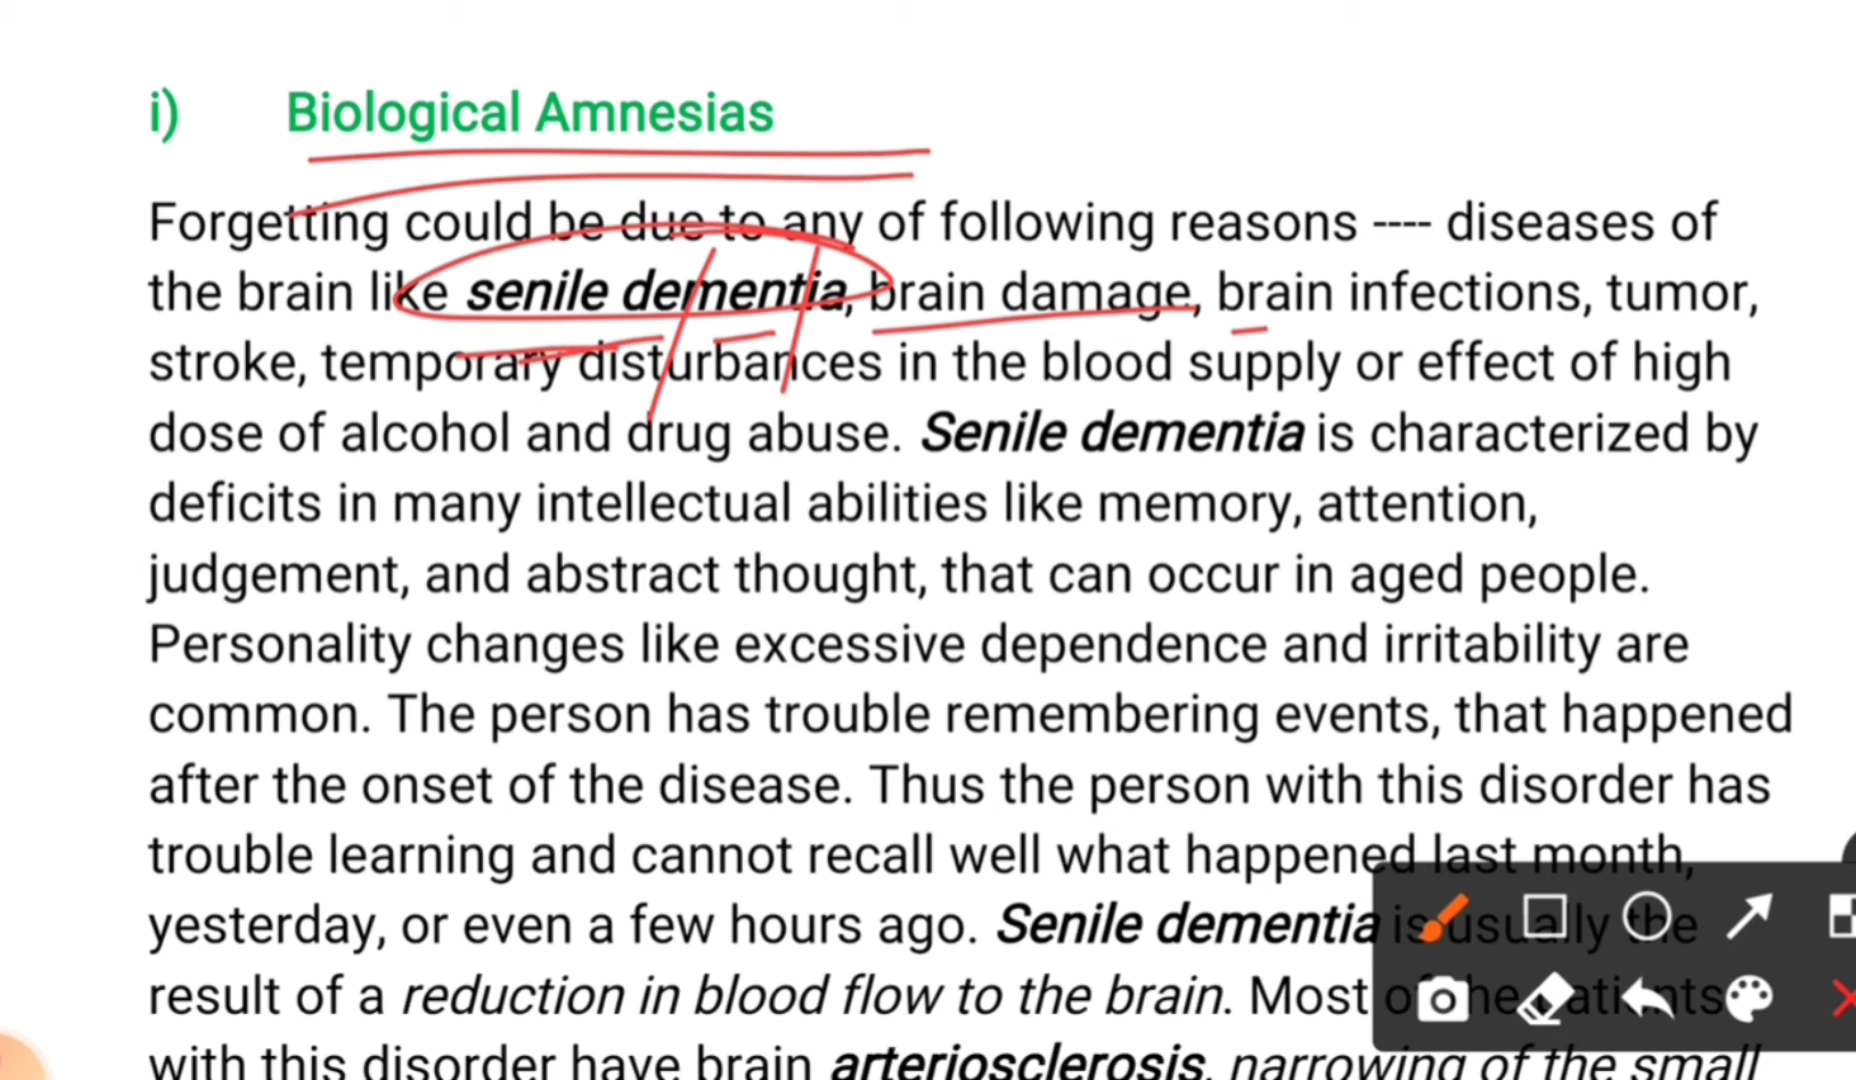 i) Biological Amnesias
Forgetting could be due to any of following reasons ---- diseases of
the brain like senile dementia, brain damage, brain infections, tumor,
stroke, temporary disturbances in the blood supply or effect of high
dose of alcohol and drug abuse. Senile dementia is characterized by
deficits in many intellectual abilities like memory, attention,
judgement, and abstract thought, that can occur in aged people.
Personality changes like excessive dependence and irritability are
common. The person has trouble remembering events, that happened
after the onset of the disease. Thus the person with this disorder has
trouble learning and cannot recall well what happened last month,
yesterday, or even a few hours ago. Senile dementia is usually the
result of a reduction in blood flow to the brain. Most of the patients
with this disorder have brain arteriosclerosis, narrowing of the small